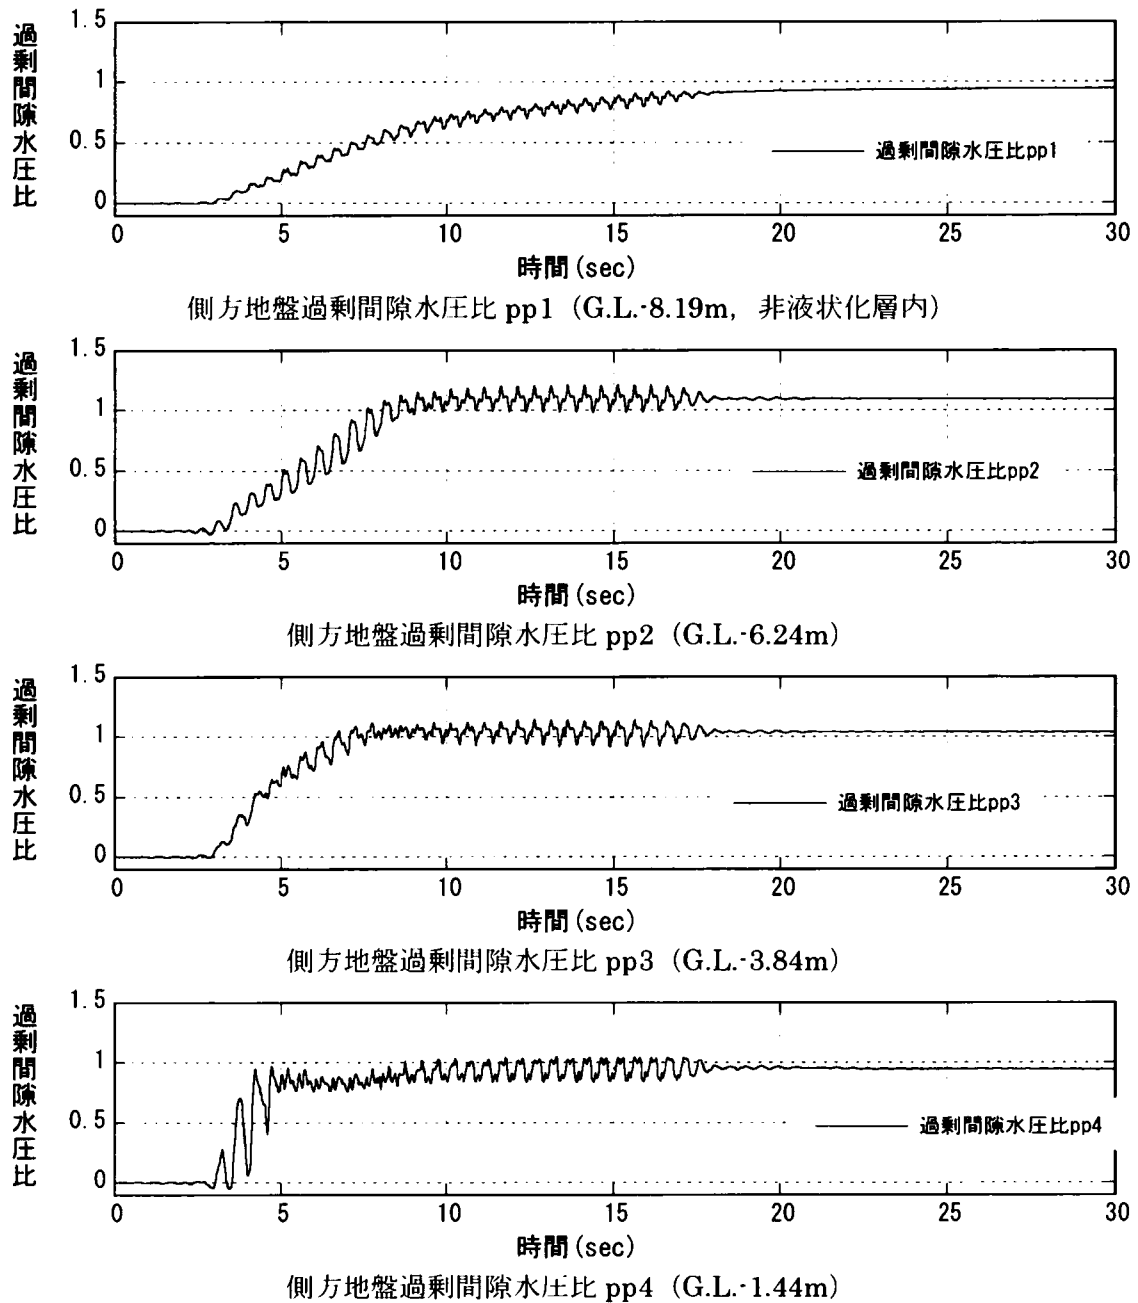 過剰間隙水圧比
1.5
1
0.5
0
過剰間隙水圧比pp1
0 5 10 15 20 25 30
時間(sec)
側方地盤過剰間隙水圧比 pp1（G.L.-8.19m，非液状化層内）
過剰間隙水圧比
1.5
1
0.5
0
過剰間隙水圧比pp2
0 5 10 15 20 25 30
時間(sec)
側方地盤過剰間隙水圧比 pp2（G.L.-6.24m）
過剰間隙水圧比
1.5
1
0.5
0
過剰間隙水圧比pp3
0 5 10 15 20 25 30
時間(sec)
側方地盤過剰間隙水圧比 pp3（G.L.-3.84m）
過剰間隙水圧比
1.5
1
0.5
0
過剰間隙水圧比pp4
0 5 10 15 20 25 30
時間(sec)
側方地盤過剰間隙水圧比 pp4（G.L.-1.44m）